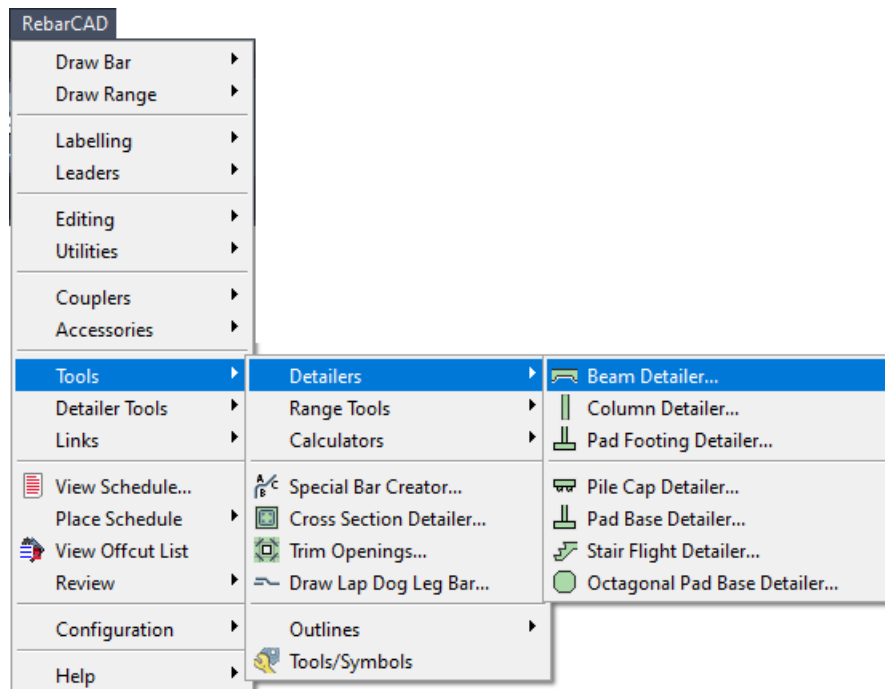 RebarCAD
Draw Bar
Draw Range
Labelling
Leaders
Editing
Utilities
Couplers
Accessories
Tools
Detailer Tools
Links
View Schedule...
Place Schedule
View Offcut List
Review
Configuration
Help
Detailers
Range Tools
Calculators
Special Bar Creator...
Cross Section Detailer...
Trim Openings...
Draw Lap Dog Leg Bar...
Outlines
Tools/Symbols
Beam Detailer...
Column Detailer...
Pad Footing Detailer...
Pile Cap Detailer...
Pad Base Detailer...
Stair Flight Detailer...
Octagonal Pad Base Detailer...